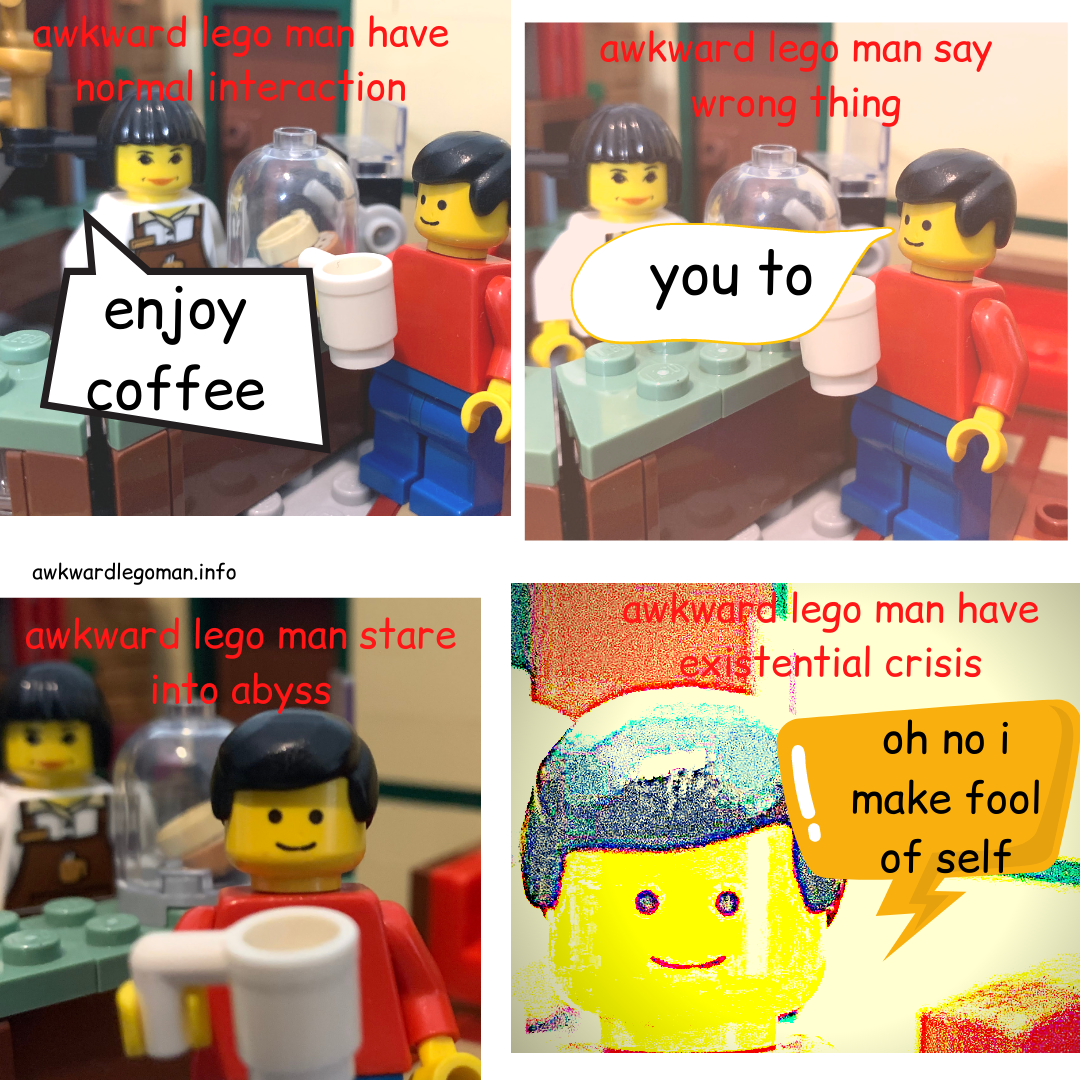 awkward lego man have
normal interaction
enjoy
coffee
awkward lego man say
wrong thing
you to
awkwardlegoman.info
awkward lego man stare
into abyss
awkward lego man have
existential crisis
oh no i
make fool
of self